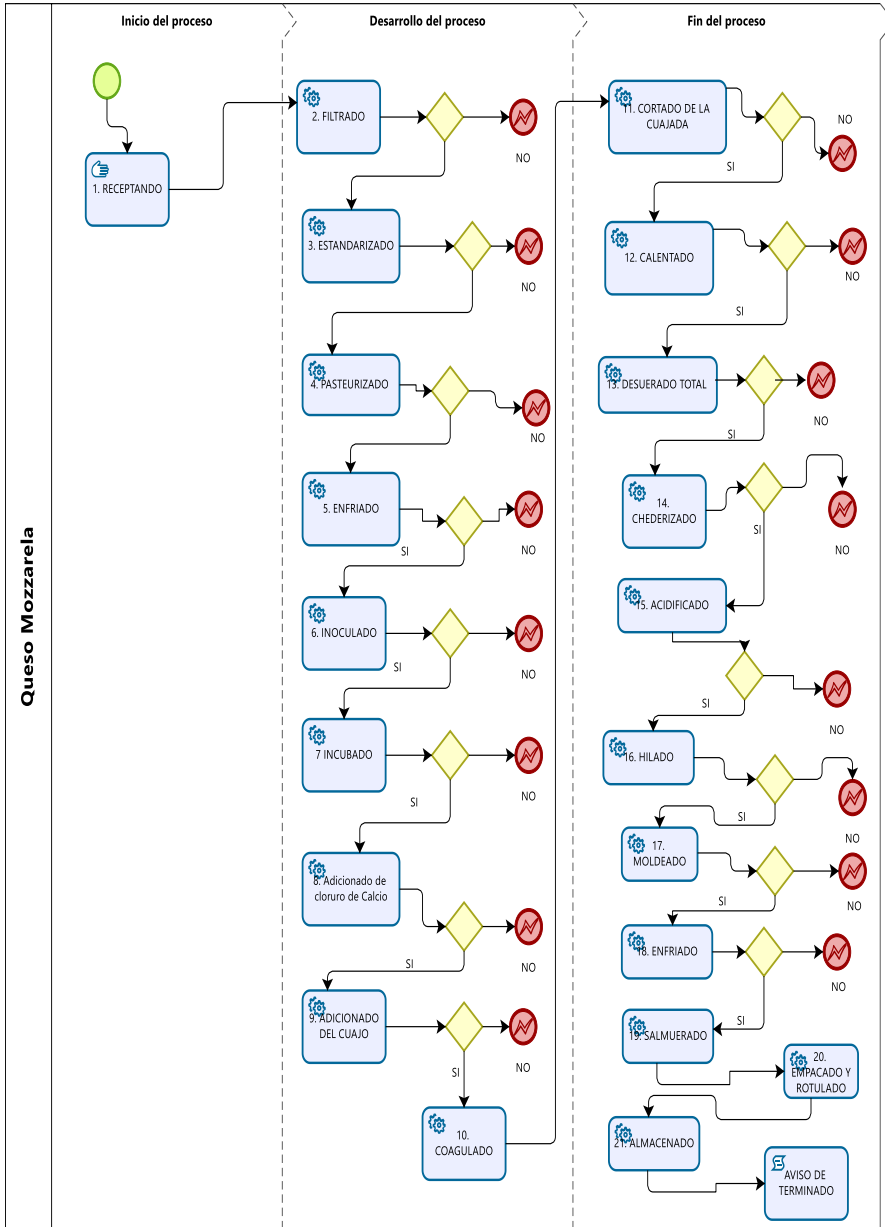 Queso Mozzarela
Inicio del proceso
1. RECEPTANDO
Desarrollo del proceso
2. FILTRADO
NO
3. ESTANDARIZADO
NO
4. PASTEURIZADO
NO
5. ENFRIADO
NO
SI
6. INOCULADO
NO
SI
7 INCUBADO
NO
SI
8. Adicionado de
cloruro de Calcio
NO
SI
9. ADICIONADO
DEL CUAJO
NO
SI
10.
COAGULADO
Fin del proceso
11. CORTADO DE LA
CUAJADA
NO
SI
12. CALENTADO
NO
SI
13. DESUERADO TOTAL
NO
SI
14.
CHEDERIZADO
NO
SI
15. ACIDIFICADO
NO
SI
16. HILADO
NO
SI
17.
MOLDEADO
NO
SI
18. ENFRIADO
NO
SI
19. SALMUERADO
20.
EMPACADO Y
ROTULADO
21. ALMACENADO
AVISO DE
TERMINADO